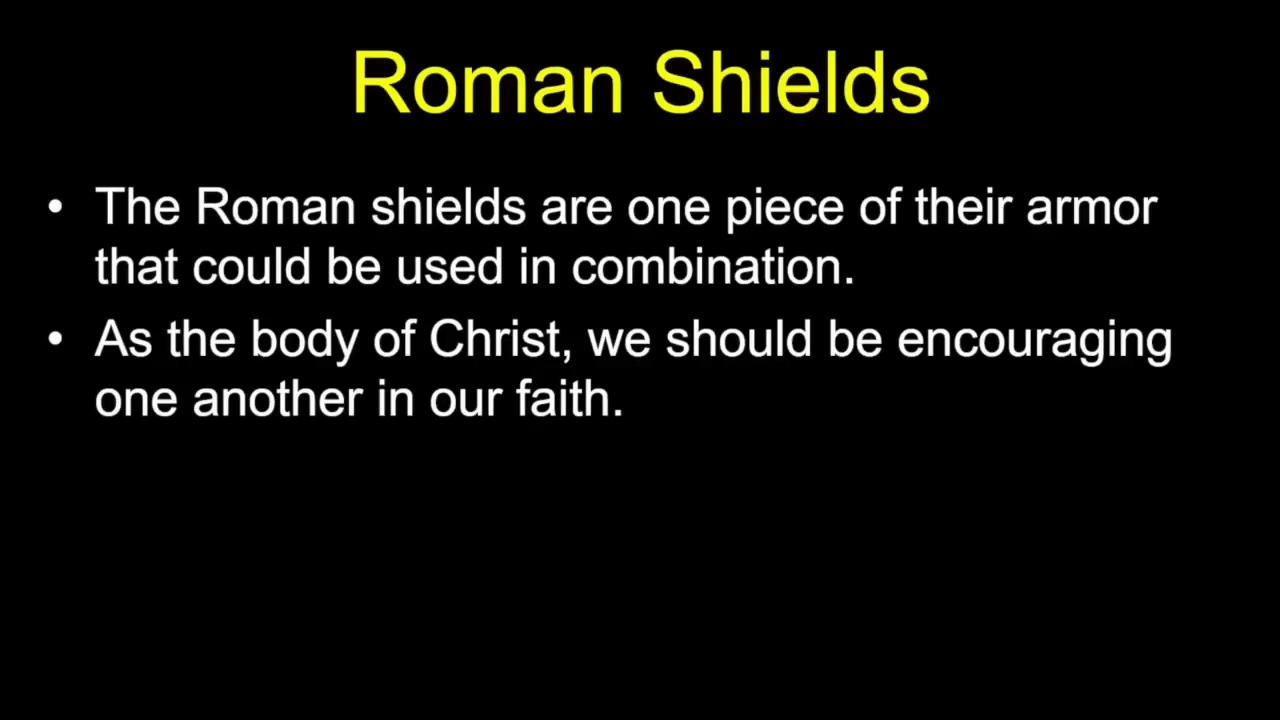 Roman Shields
• The Roman shields are one piece of their armor
that could be used in combination.
• As the body of Christ, we should be encouraging
one another in our faith.